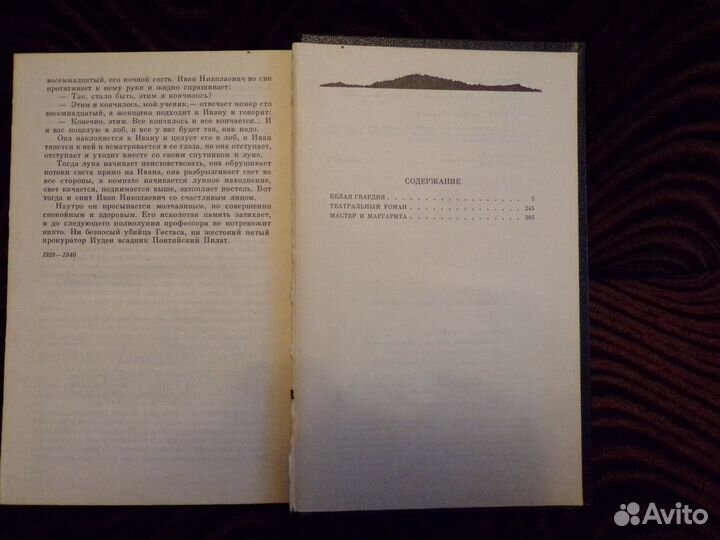 восемнадцатый, его ночной гость. Иван Николаевич во сне
протягивает к нему руки и жадно спрашивает:
— Так, стало быть, этим и кончилось?
— Этим и кончилось, мой ученик,— отвечает номер сто
восемнадцатый, а женщина подходит к Ивану и говорит:
— Конечно, этим. Все кончилось и все кончается... И
я вас поцелую в лоб, и все у вас будет так, как надо.
Она наклоняется к Ивану и целует его в лоб, и Иван
тянется к ней и всматривается в ее глаза, но она отступает,
отступает и уходит вместе со своим спутником к луне.
Тогда луна начинает неистовствовать, она обрушивает
потоки света прямо на Ивана, она разбрызгивает свет во
все стороны, в комнате начинается лунное наводнение,
свет качается, поднимается выше, затопляет постель. Вот
тогда и спит Иван Николаевич со счастливым лицом.
Наутро он просыпается молчаливым, но совершенно
спокойным и здоровым. Его исколотая память затихает,
и до следующего полнолуния профессора не потревожит
никто. Ни безносый убийца Гестаса, ни жестокий пятый
прокуратор Иудеи всадник Понтийский Пилат.
1929—1940
СОДЕРЖАНИЕ
БЕЛАЯ ГВАРДИЯ . . . . . . . . . . . . . . . 3
ТЕАТРАЛЬНЫЙ РОМАН . . . . . . . . . . . . . 245
МАСТЕР И МАРГАРИТА . . . . . . . . . . . . . 385
Avito